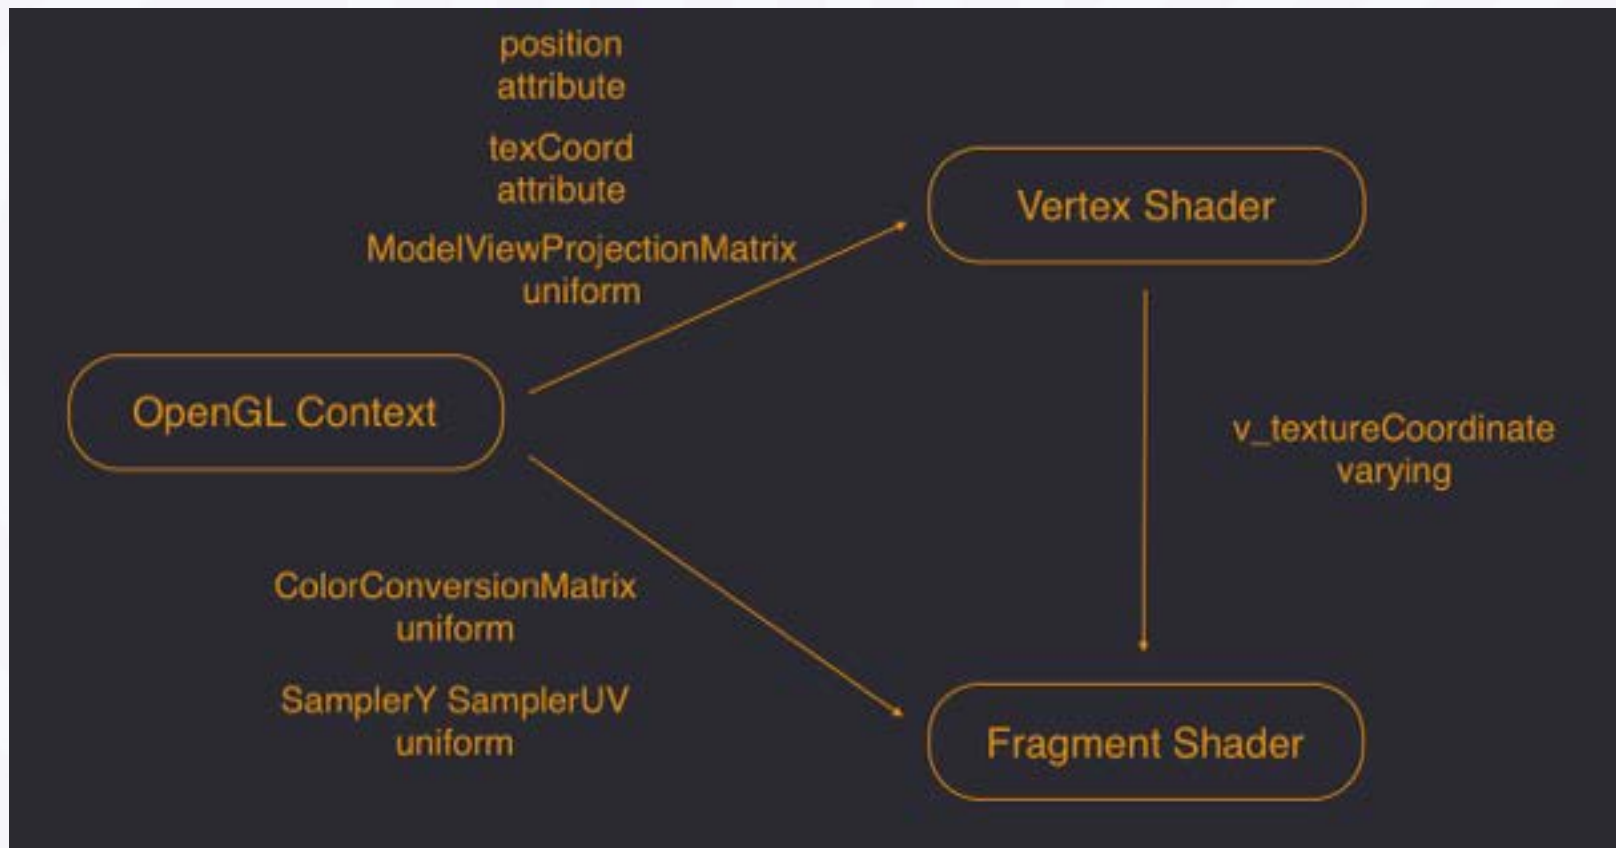 position
attribute
texCoord
attribute
ModelViewProjectionMatrix
uniform
Vertex Shader
OpenGL Context
v_textureCoordinate
varying
ColorConversionMatrix
uniform
SamplerY SamplerUV
uniform
Fragment Shader